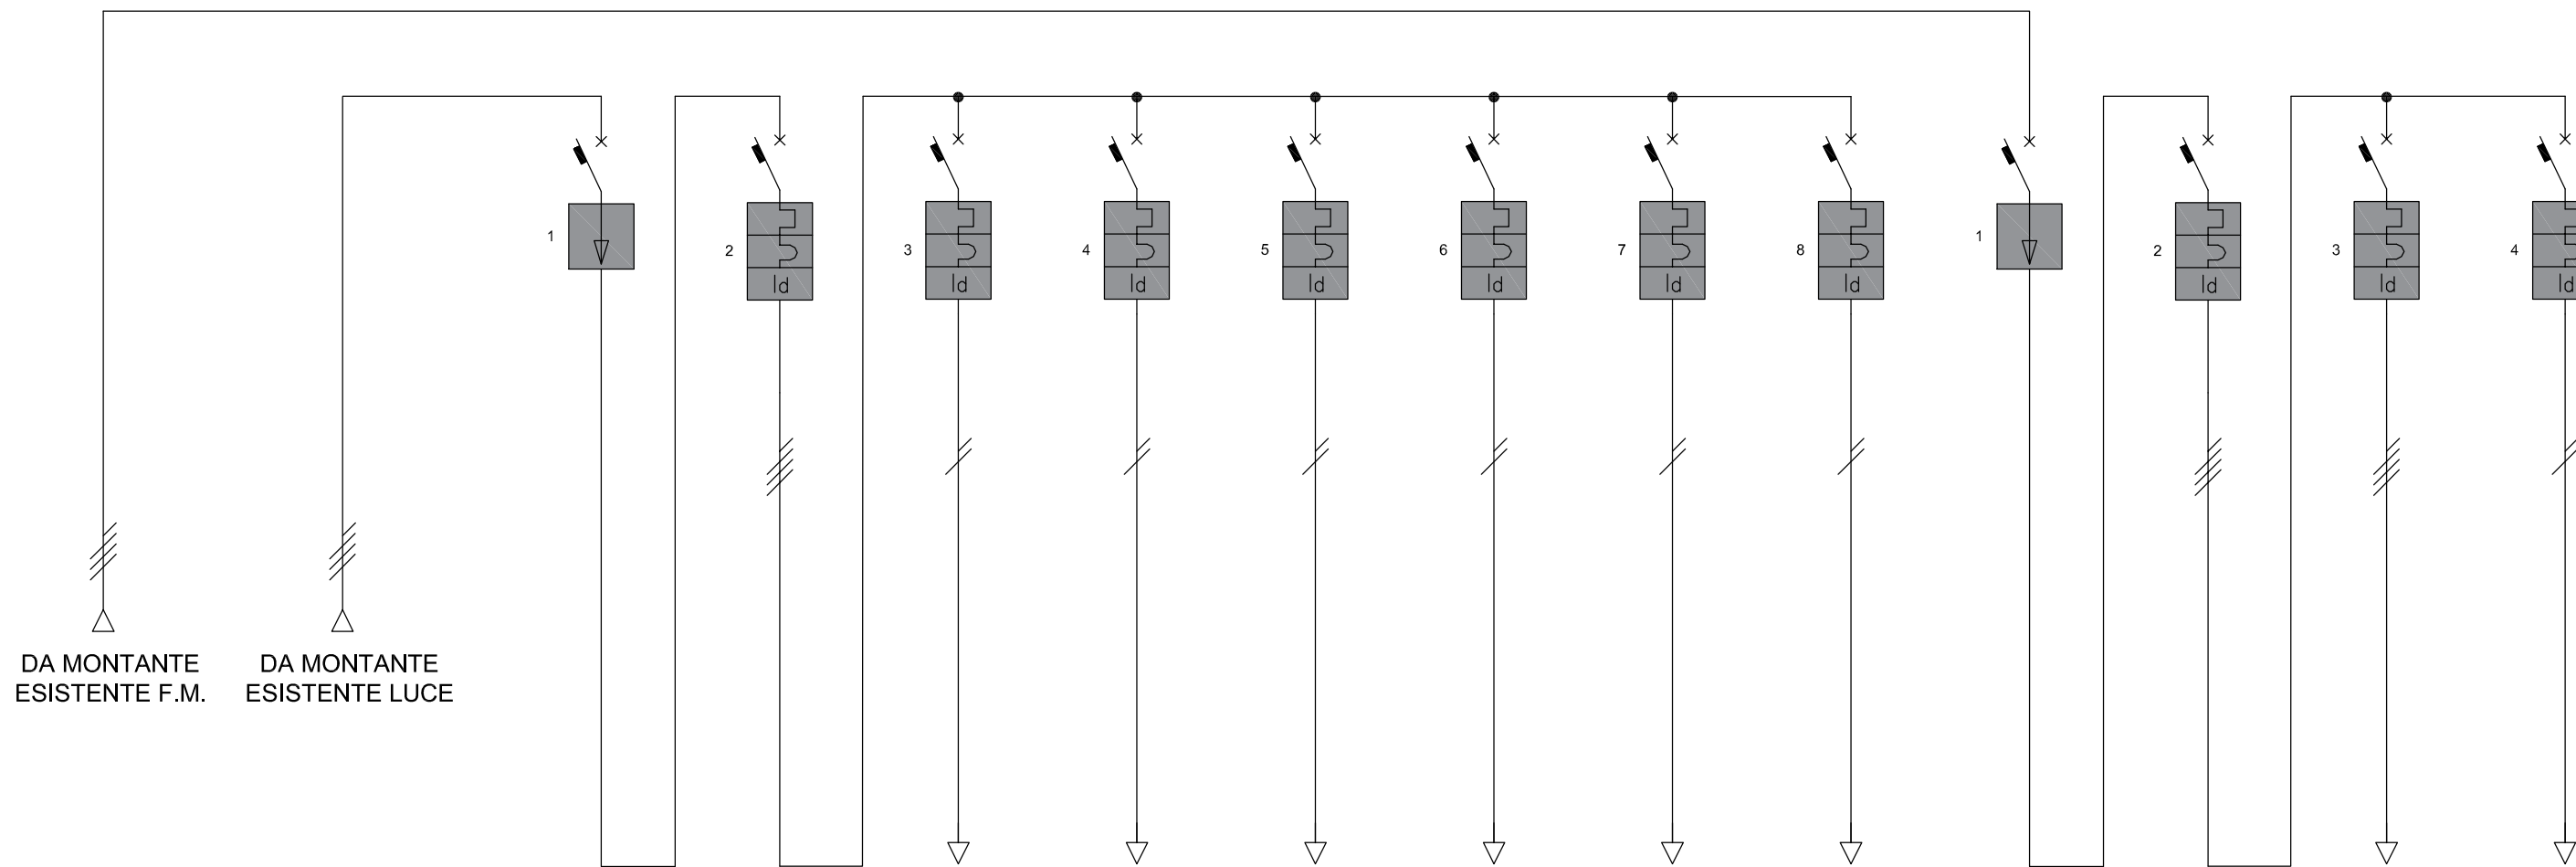 1
2
3
4
5
6
7
8
1
2
3
4
Id
Id
Id
Id
Id
Id
Id
Id
Id
Id
DA MONTANTE
ESISTENTE F.M.
DA MONTANTE
ESISTENTE LUCE